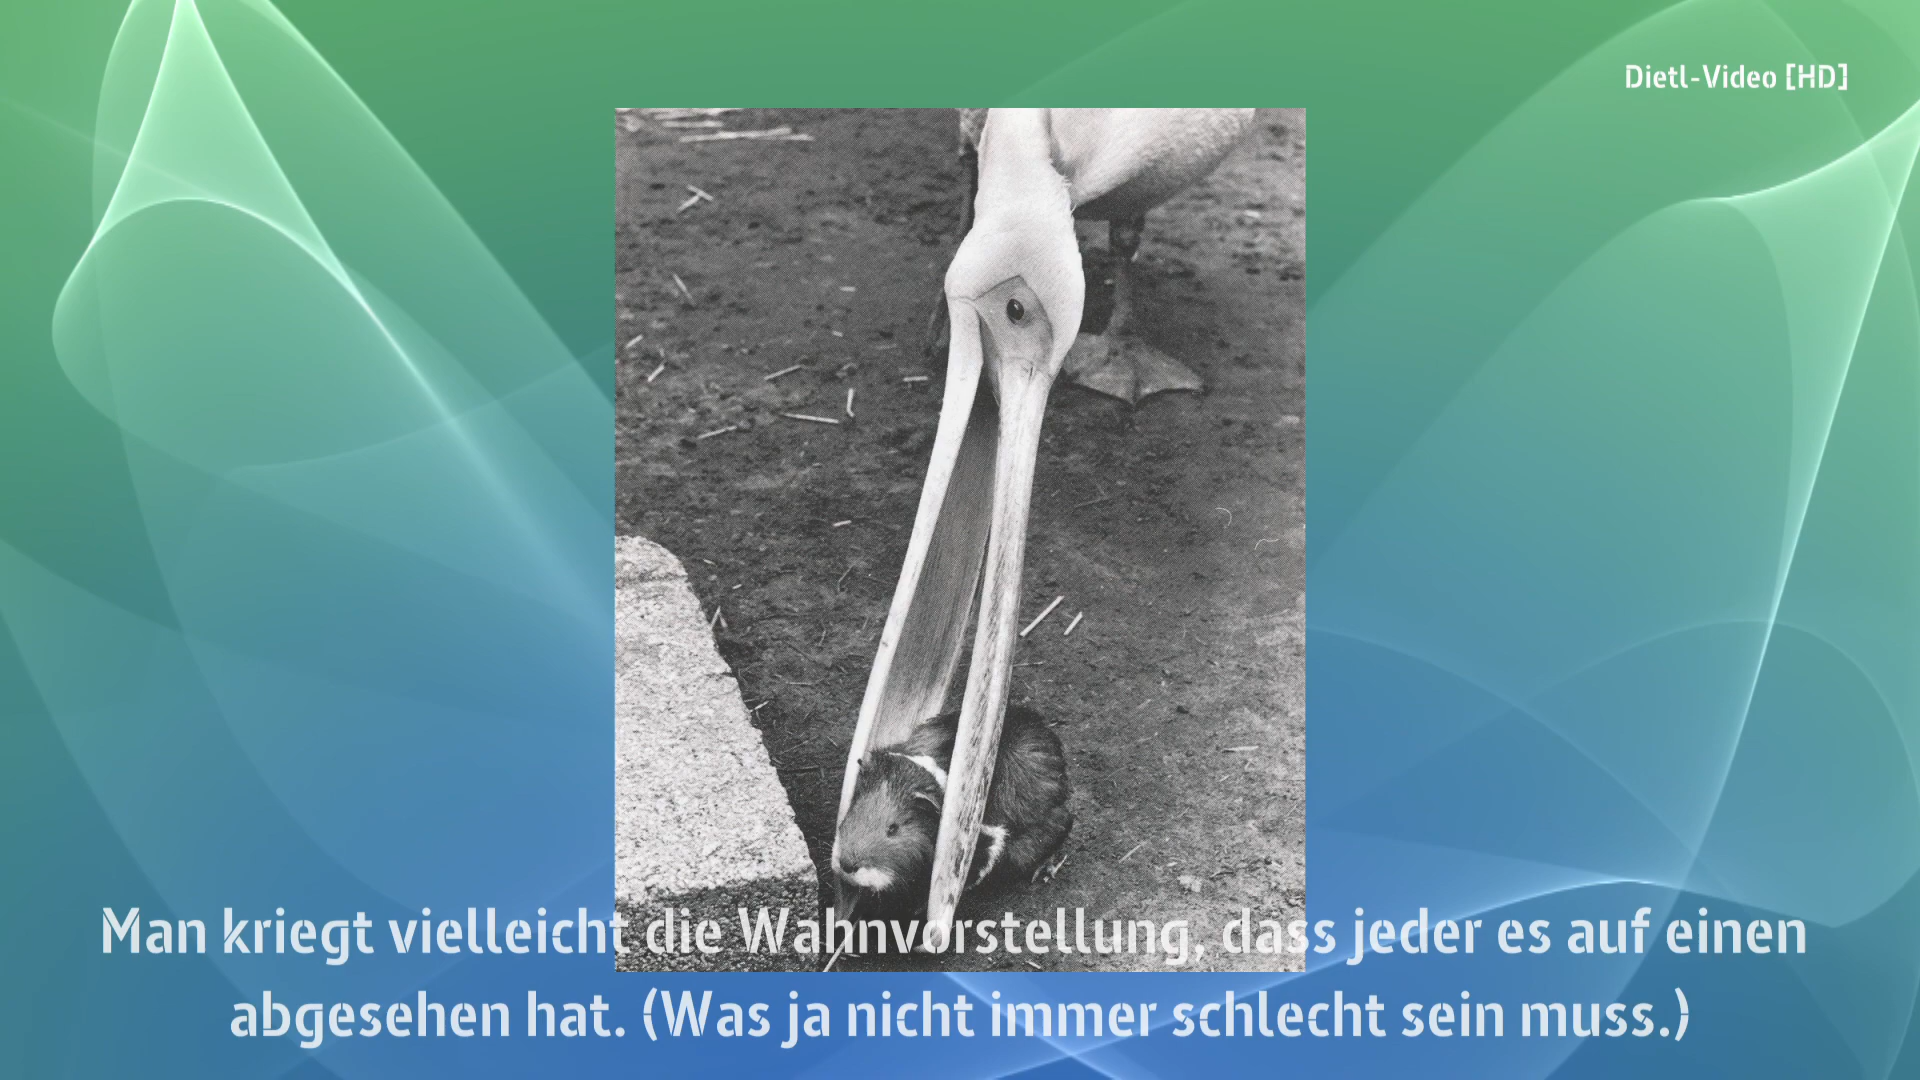 Dietl-Video [HD]
Man kriegt vielleicht die Wahnvorstellung, dass jeder es auf einen
abgesehen hat. (Was ja nicht immer schlecht sein muss.)